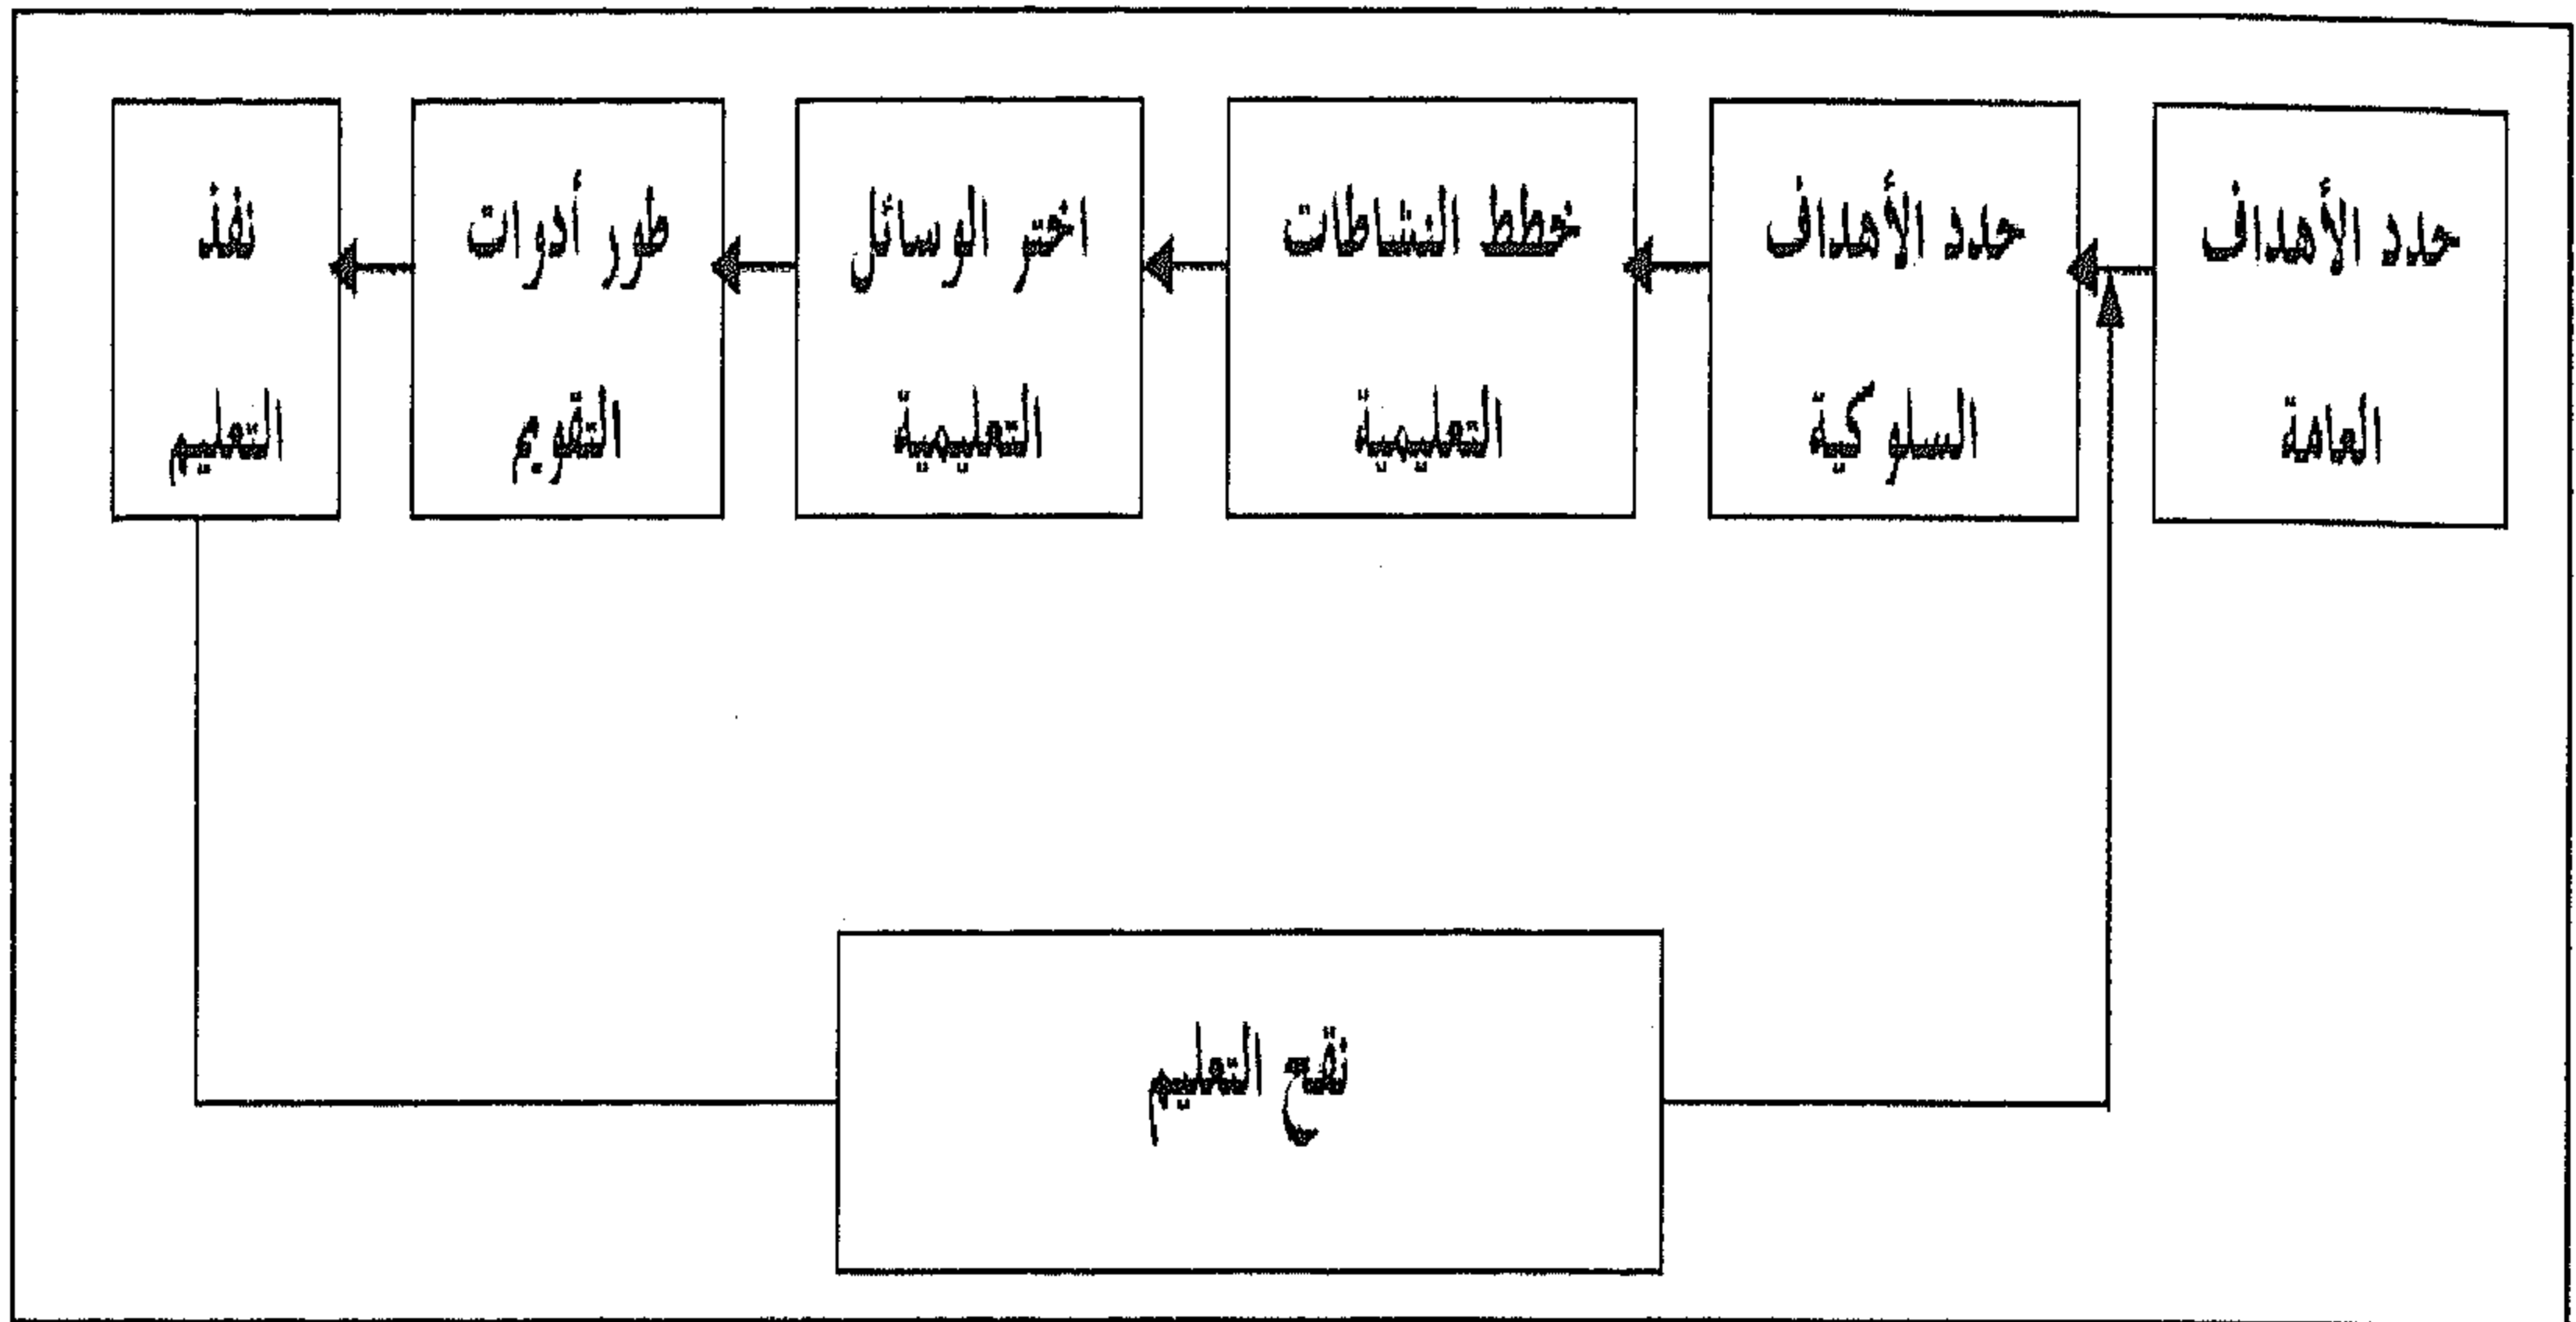 حدد الأهداف
العامة
حدد الأهداف
السلوكية
خطط النشاطات
التعليمية
اختر الوسائل
التعليمية
طور أدوات
التقويم
نفذ
التعليم
نقح التعليم